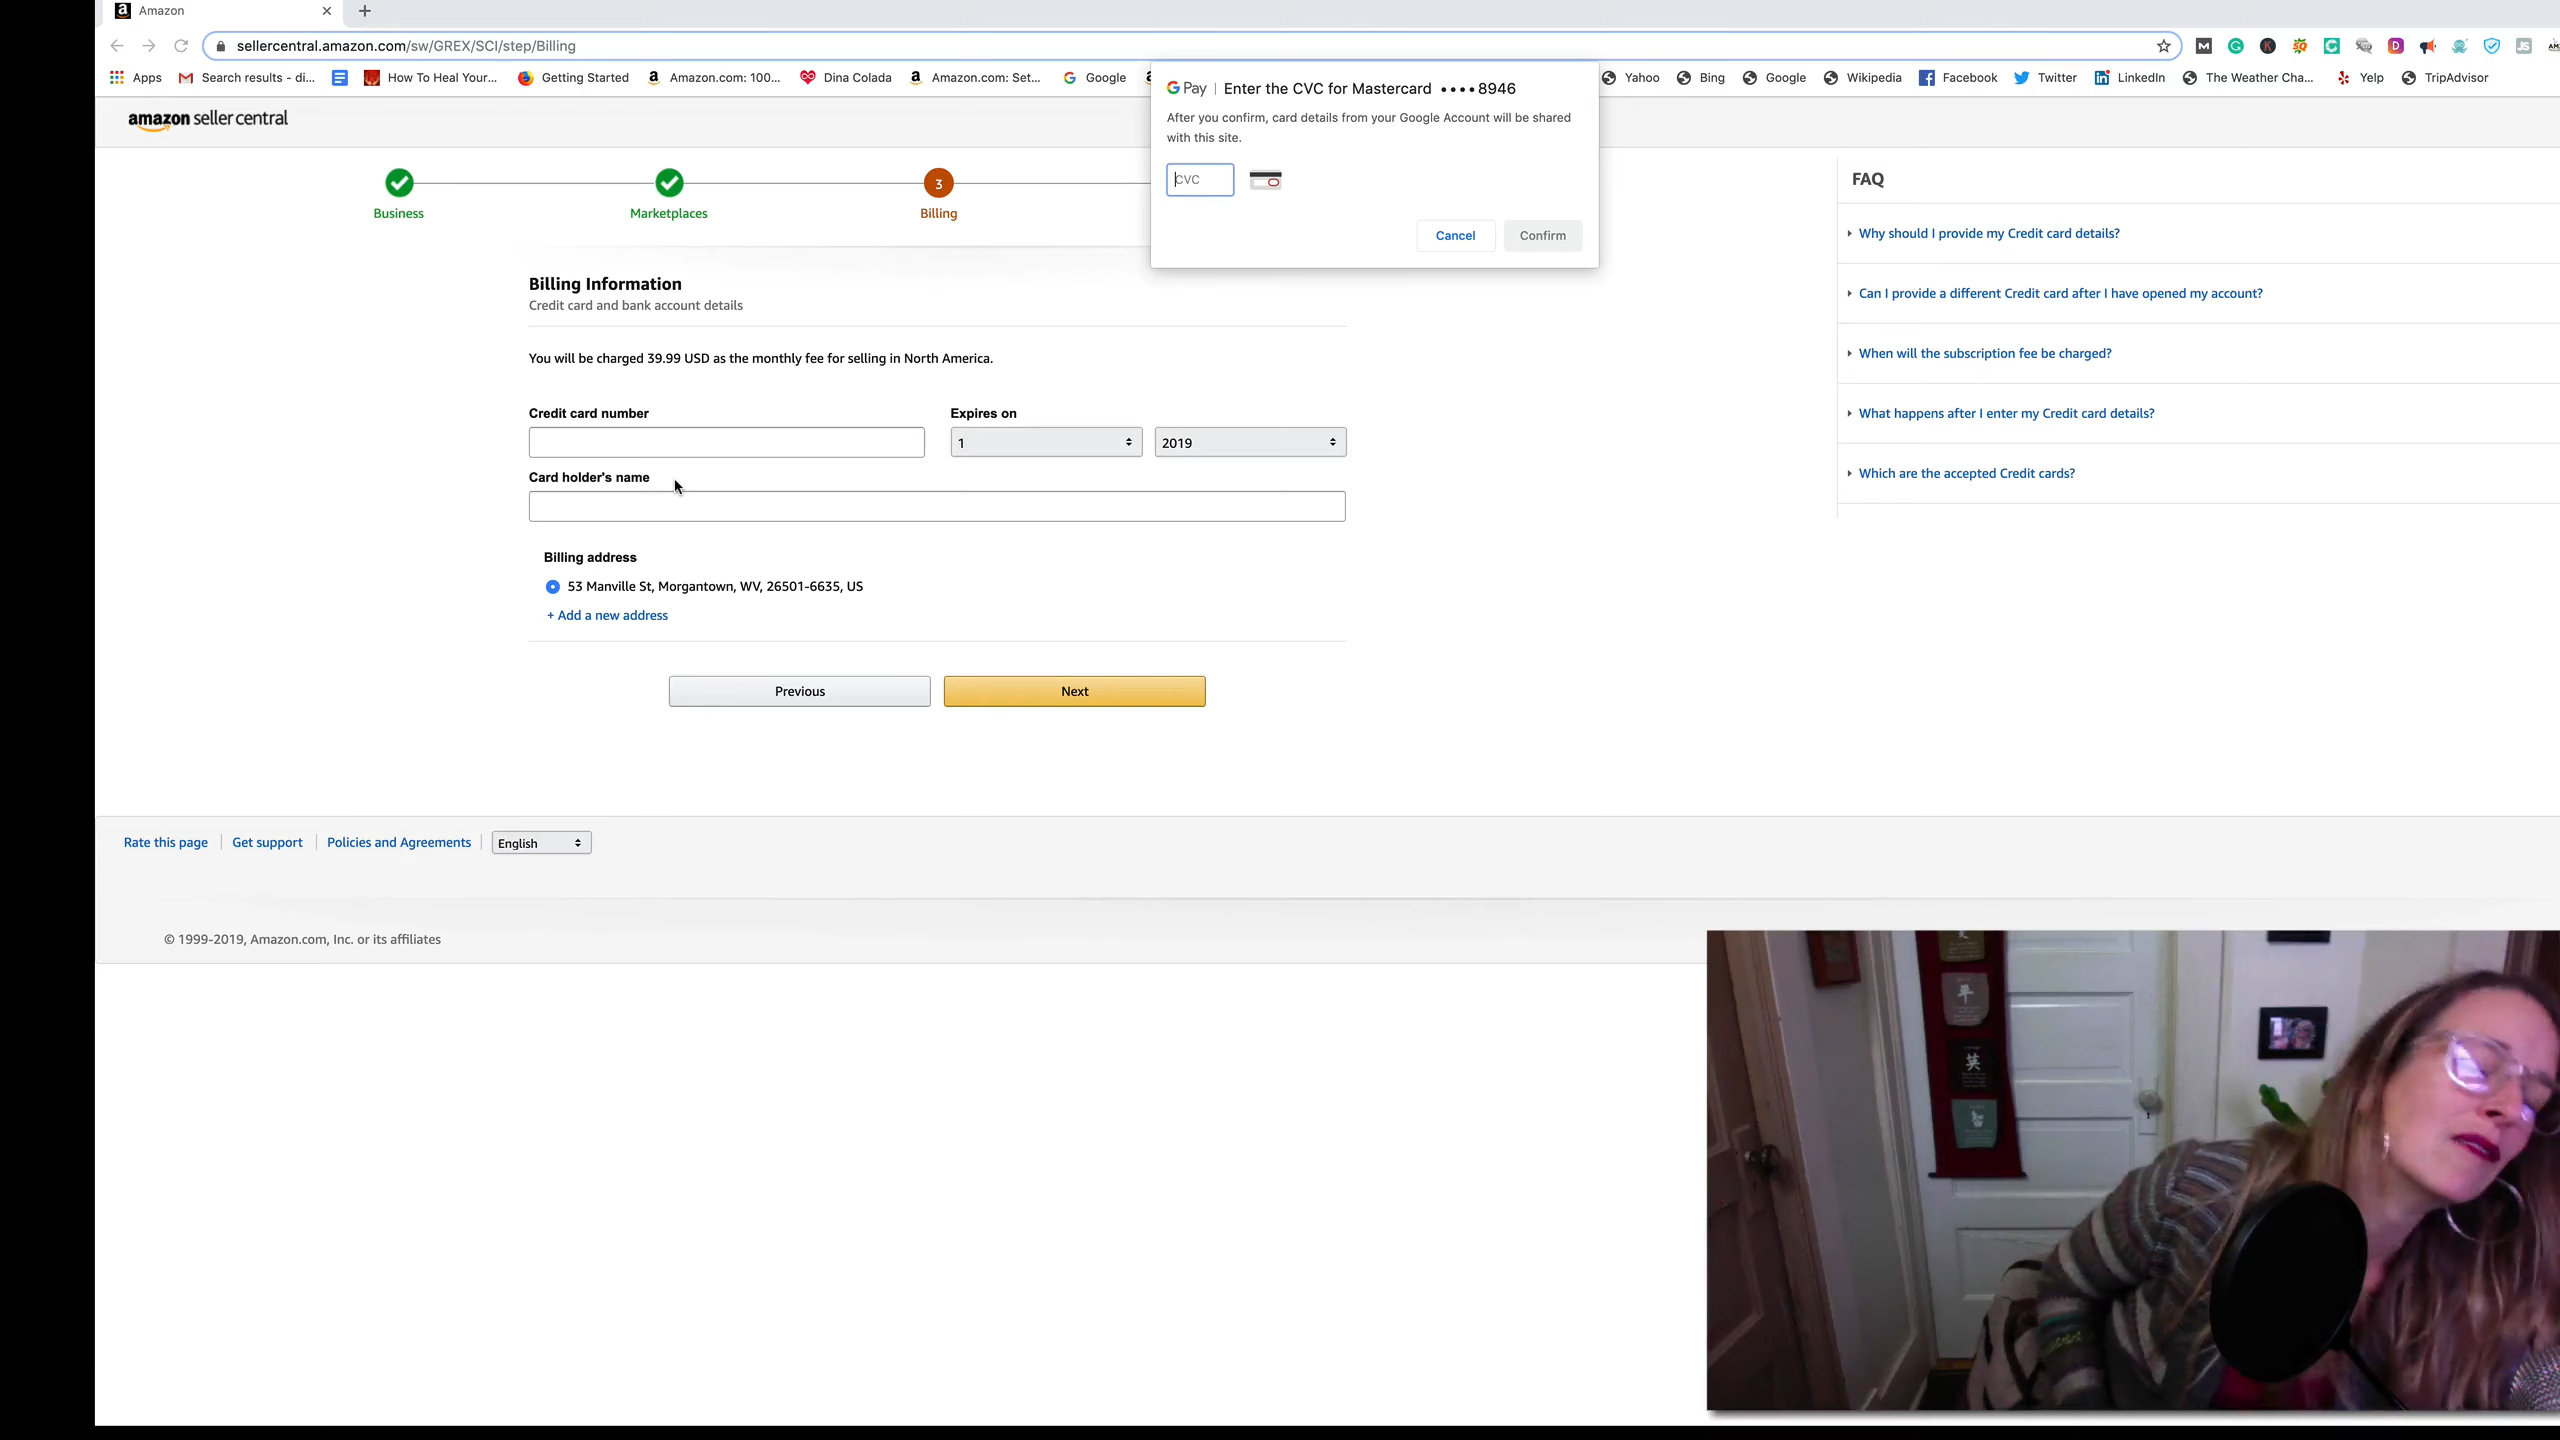 Amazon
sellercentral.amazon.com/sw/GREX/SCI/step/Billing
Apps Search results - di... How To Heal Your... Getting Started Amazon.com: 100... Dina Colada Amazon.com: Set... Google Yahoo Bing Google Wikipedia Facebook Twitter LinkedIn The Weather Cha... Yelp TripAdvisor
G Pay | Enter the CVC for Mastercard •••• 8946
After you confirm, card details from your Google Account will be shared
with this site.
CVC
Cancel Confirm
amazon seller central
3
Business Marketplaces Billing
Billing Information
Credit card and bank account details
You will be charged 39.99 USD as the monthly fee for selling in North America.
Credit card number Expires on
1 2019
Card holder's name
Billing address
53 Manville St, Morgantown, WV, 26501-6635, US
+ Add a new address
Previous Next
FAQ
Why should I provide my Credit card details?
Can I provide a different Credit card after I have opened my account?
When will the subscription fee be charged?
What happens after I enter my Credit card details?
Which are the accepted Credit cards?
Rate this page Get support Policies and Agreements English
© 1999-2019, Amazon.com, Inc. or its affiliates
早
英